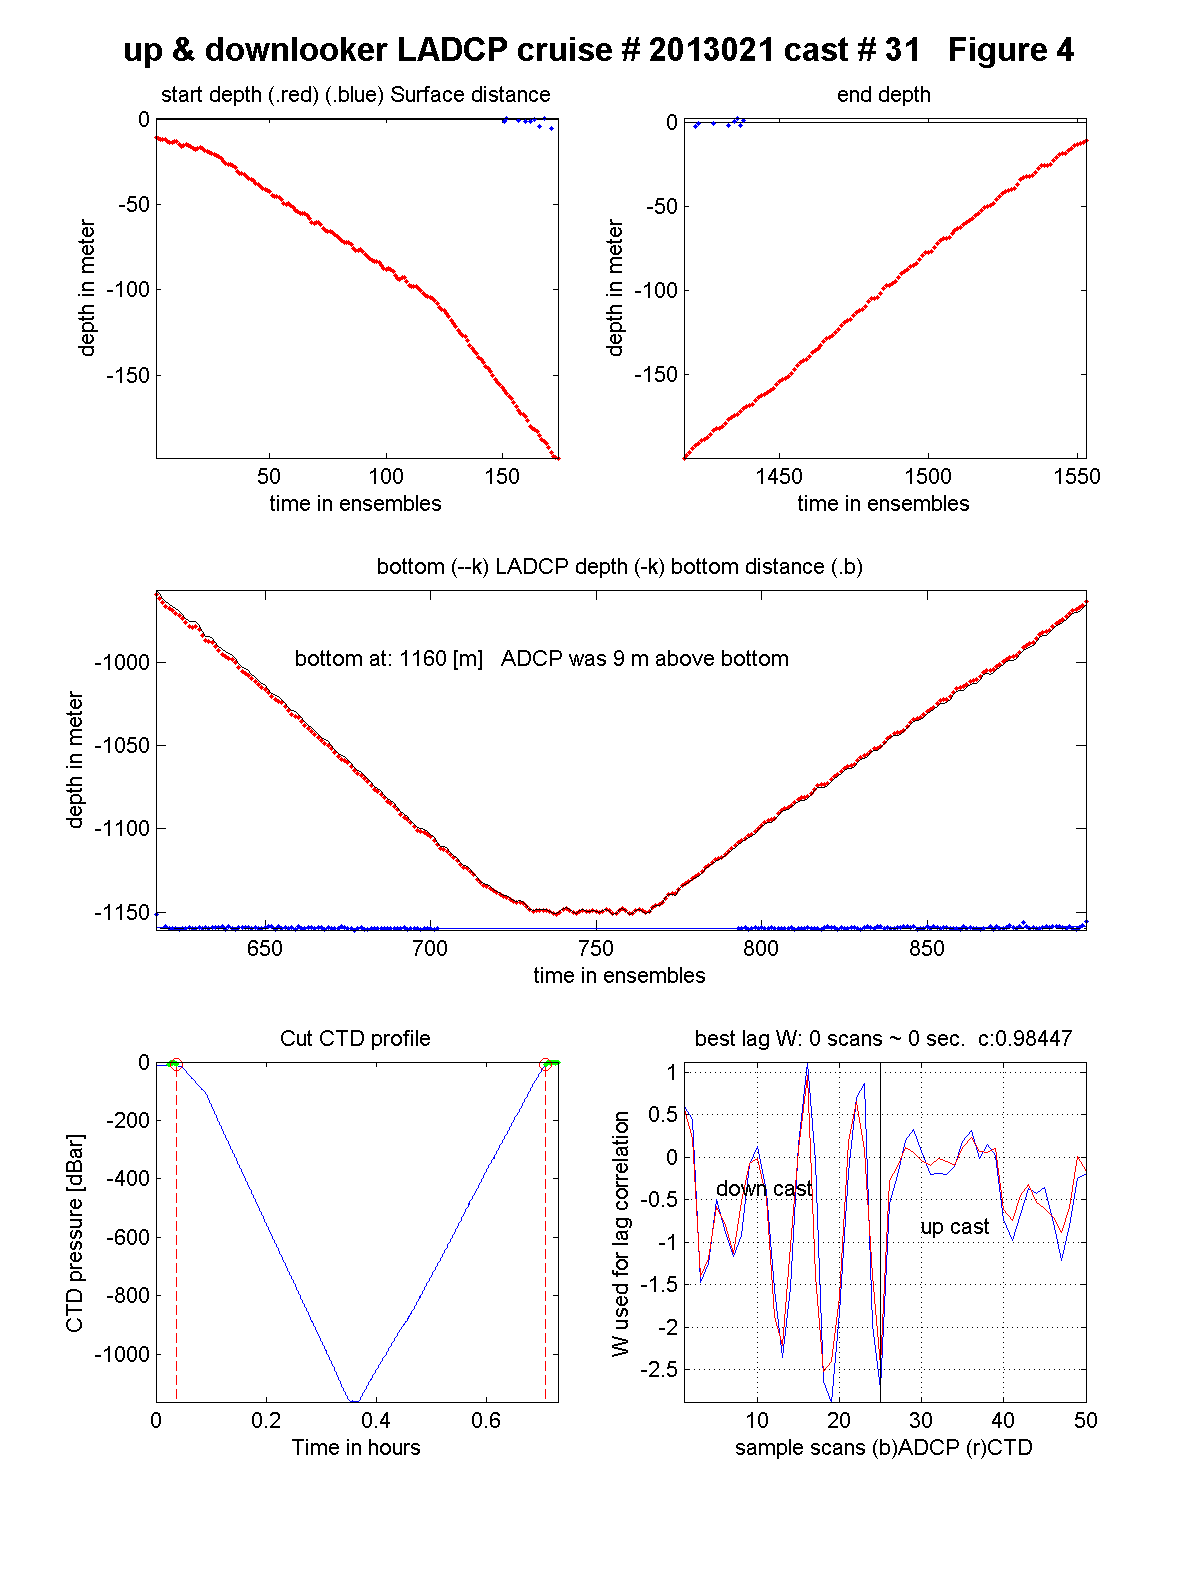 up & downlooker LADCP cruise # 2013021 cast # 31   Figure 4
start depth (.red) (.blue) Surface distance
0
-50
-100
-150
depth in meter
50 100 150
time in ensembles
end depth
0
-50
-100
-150
depth in meter
1450 1500 1550
time in ensembles
bottom (--k) LADCP depth (-k) bottom distance (.b)
bottom at: 1160 [m]   ADCP was 9 m above bottom
-1000
-1050
-1100
-1150
depth in meter
650 700 750 800 850
time in ensembles
Cut CTD profile
0
-200
-400
-600
-800
-1000
CTD pressure [dBar]
0 0.2 0.4 0.6
Time in hours
best lag W: 0 scans ~ 0 sec.  c:0.98447
1
0.5
0
-0.5
-1
-1.5
-2
-2.5
W used for lag correlation
down cast
up cast
10 20 30 40 50
sample scans (b)ADCP (r)CTD